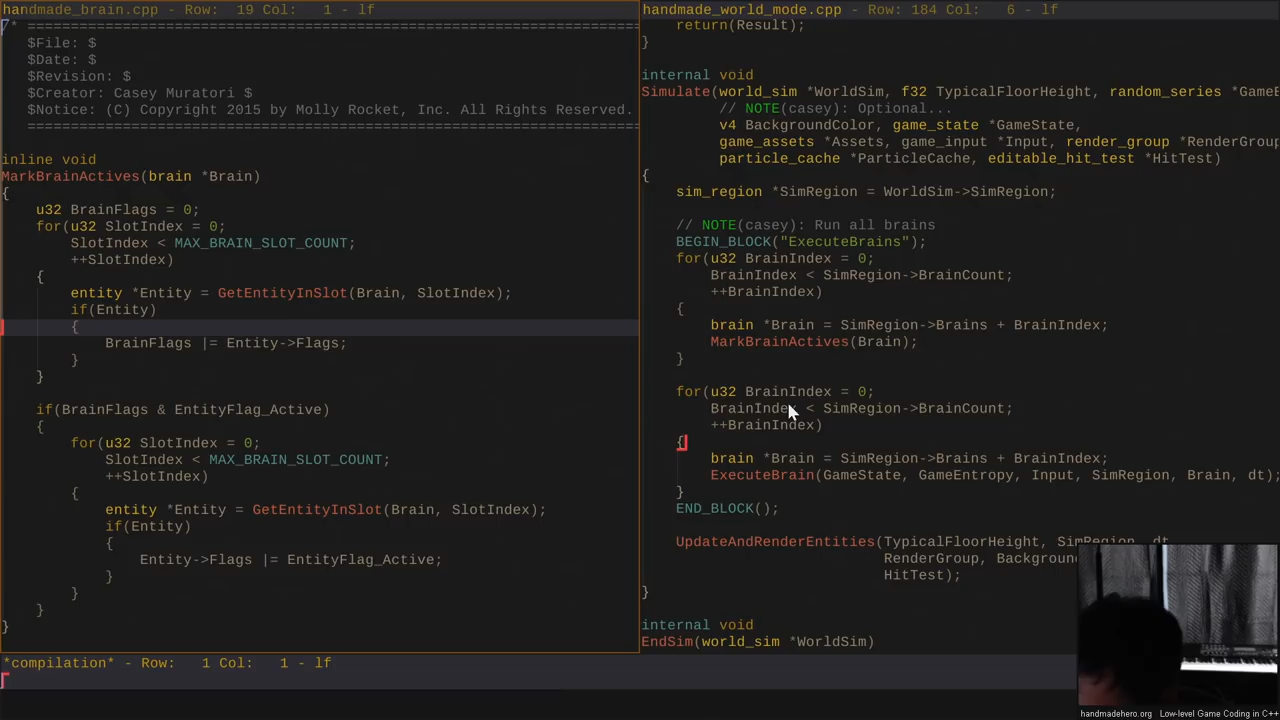 handmade_brain.cpp - Row:  19 Col:   1 - lf
/* ========================================================================
   $File: $
   $Date: $
   $Revision: $
   $Creator: Casey Muratori $
   $Notice: (C) Copyright 2015 by Molly Rocket, Inc. All Rights Reserved.
   ========================================================================
inline void
MarkBrainActives(brain *Brain)
{
    u32 BrainFlags = 0;
    for(u32 SlotIndex = 0;
        SlotIndex < MAX_BRAIN_SLOT_COUNT;
        ++SlotIndex)
    {
        entity *Entity = GetEntityInSlot(Brain, SlotIndex);
        if(Entity)
        {
            BrainFlags |= Entity->Flags;
        }
    }
    if(BrainFlags & EntityFlag_Active)
    {
        for(u32 SlotIndex = 0;
            SlotIndex < MAX_BRAIN_SLOT_COUNT;
            ++SlotIndex)
        {
            entity *Entity = GetEntityInSlot(Brain, SlotIndex);
            if(Entity)
            {
                Entity->Flags |= EntityFlag_Active;
            }
        }
    }
}
handmade_world_mode.cpp - Row: 184 Col:   6 - lf
    return(Result);
}
internal void
Simulate(world_sim *WorldSim, f32 TypicalFloorHeight, random_series *GameE
         // NOTE(casey): Optional...
         v4 BackgroundColor, game_state *GameState,
         game_assets *Assets, game_input *Input, render_group *RenderGroup
         particle_cache *ParticleCache, editable_hit_test *HitTest)
{
    sim_region *SimRegion = WorldSim->SimRegion;
    // NOTE(casey): Run all brains
    BEGIN_BLOCK("ExecuteBrains");
    for(u32 BrainIndex = 0;
        BrainIndex < SimRegion->BrainCount;
        ++BrainIndex)
    {
        brain *Brain = SimRegion->Brains + BrainIndex;
        MarkBrainActives(Brain);
    }
    for(u32 BrainIndex = 0;
        BrainIndex < SimRegion->BrainCount;
        ++BrainIndex)
    {
        brain *Brain = SimRegion->Brains + BrainIndex;
        ExecuteBrain(GameState, GameEntropy, Input, SimRegion, Brain, dt);
    }
    END_BLOCK();
    UpdateAndRenderEntities(TypicalFloorHeight, SimRegion, dt
                            RenderGroup, Background
                            HitTest);
}
internal void
EndSim(world_sim *WorldSim)
*compilation* - Row:   1 Col:   1 - lf
handmadehero.org - Low-level Game Coding in C++